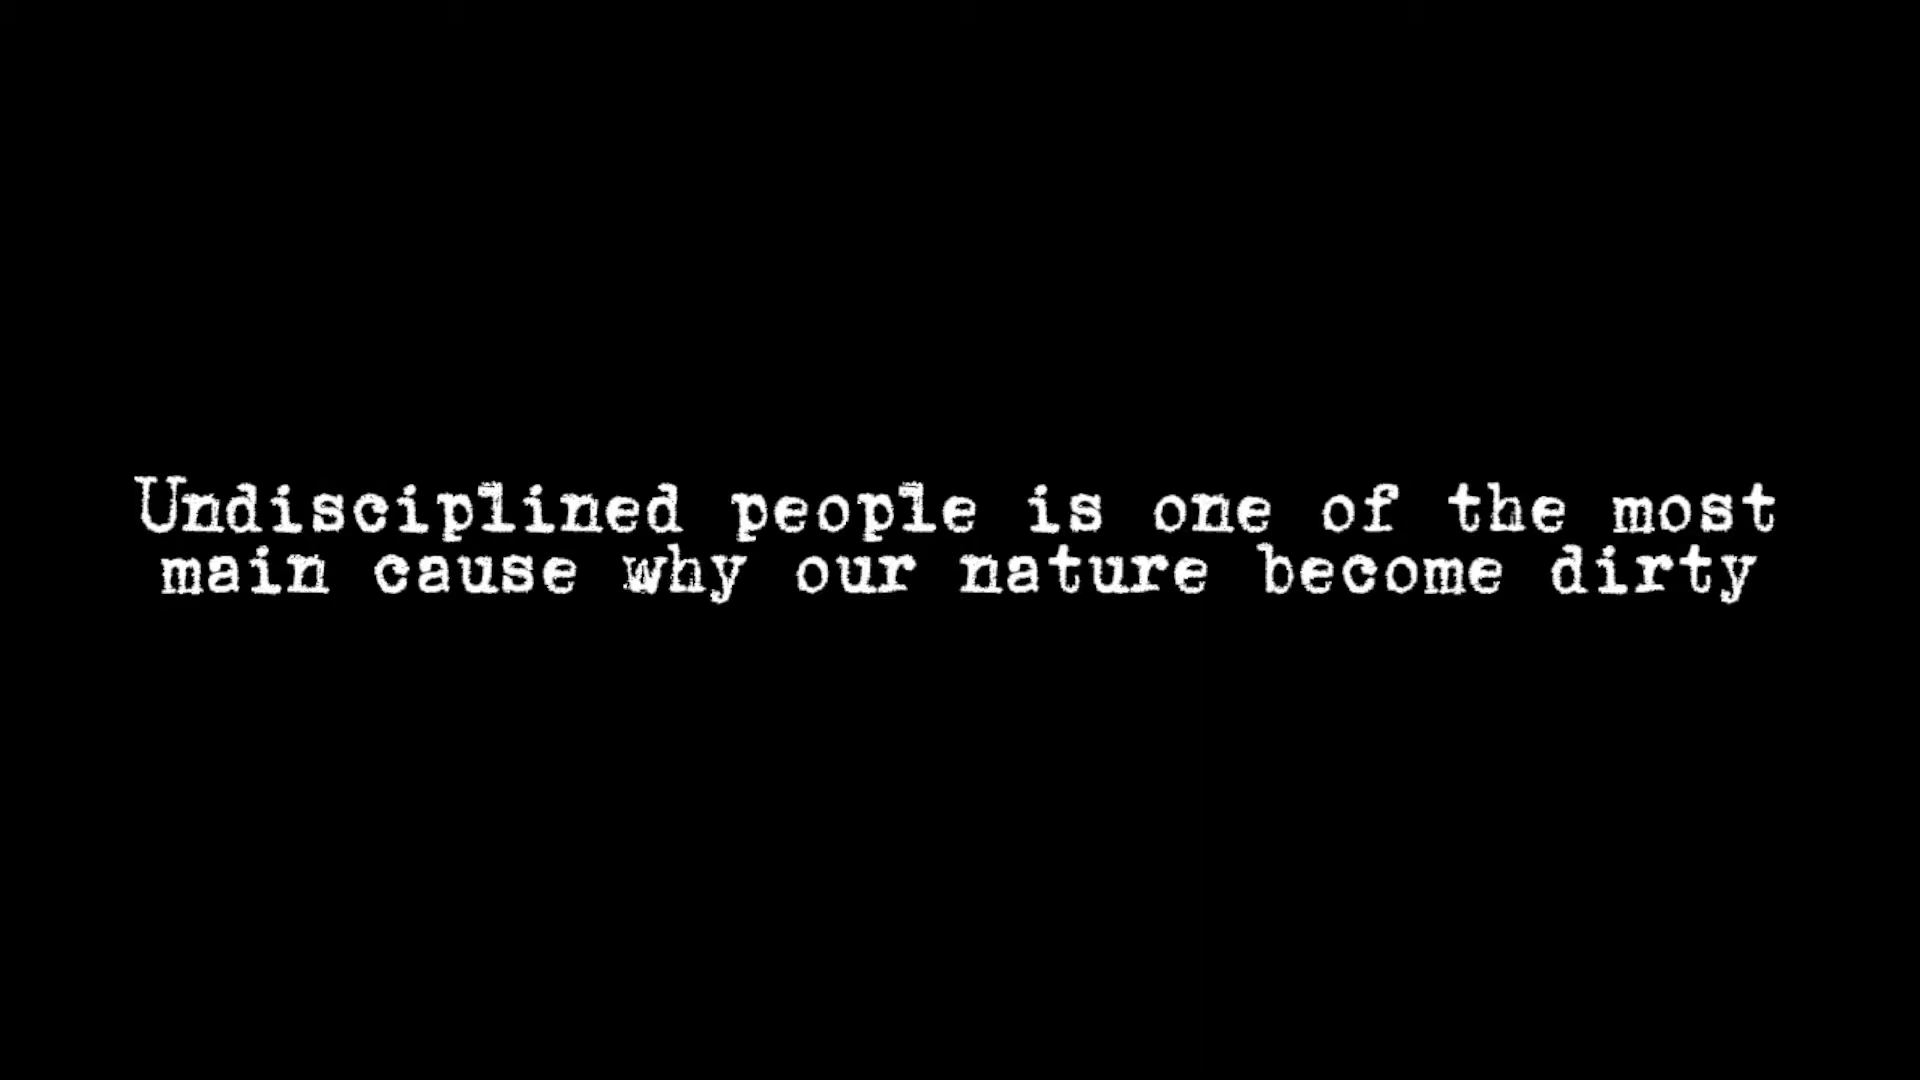 Undisciplined people is one of the most
main cause why our nature become dirty